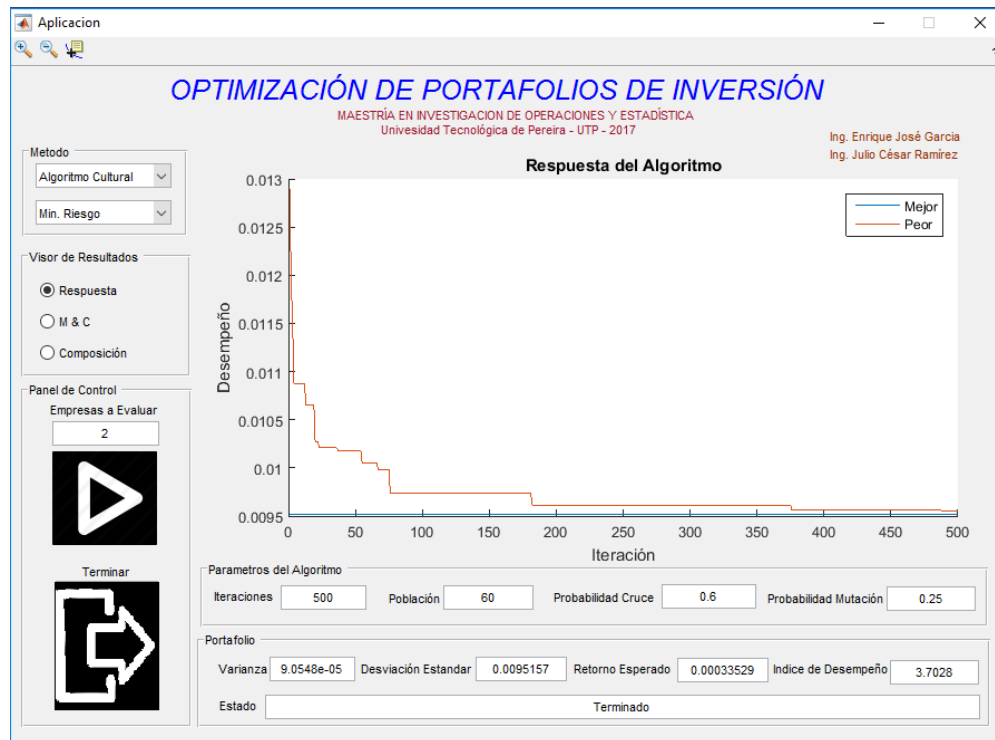 Aplicacion
OPTIMIZACIÓN DE PORTAFOLIOS DE INVERSIÓN
MAESTRÍA EN INVESTIGACION DE OPERACIONES Y ESTADÍSTICA
Univesidad Tecnológica de Pereira - UTP - 2017
Ing. Enrique José Garcia
Ing. Julio César Ramírez
Metodo
Algoritmo Cultural
Min. Riesgo
Visor de Resultados
Respuesta
M & C
Composición
Panel de Control
Empresas a Evaluar
2
Terminar
Respuesta del Algoritmo
Mejor
Peor
Desempeño
0.013
0.0125
0.012
0.0115
0.011
0.0105
0.01
0.0095
0 50 100 150 200 250 300 350 400 450 500
Iteración
Parametros del Algoritmo
Iteraciones 500 Población 60 Probabilidad Cruce 0.6 Probabilidad Mutación 0.25
Portafolio
Varianza 9.0548e-05 Desviación Estandar 0.0095157 Retorno Esperado 0.00033529 Indice de Desempeño 3.7028
Estado Terminado